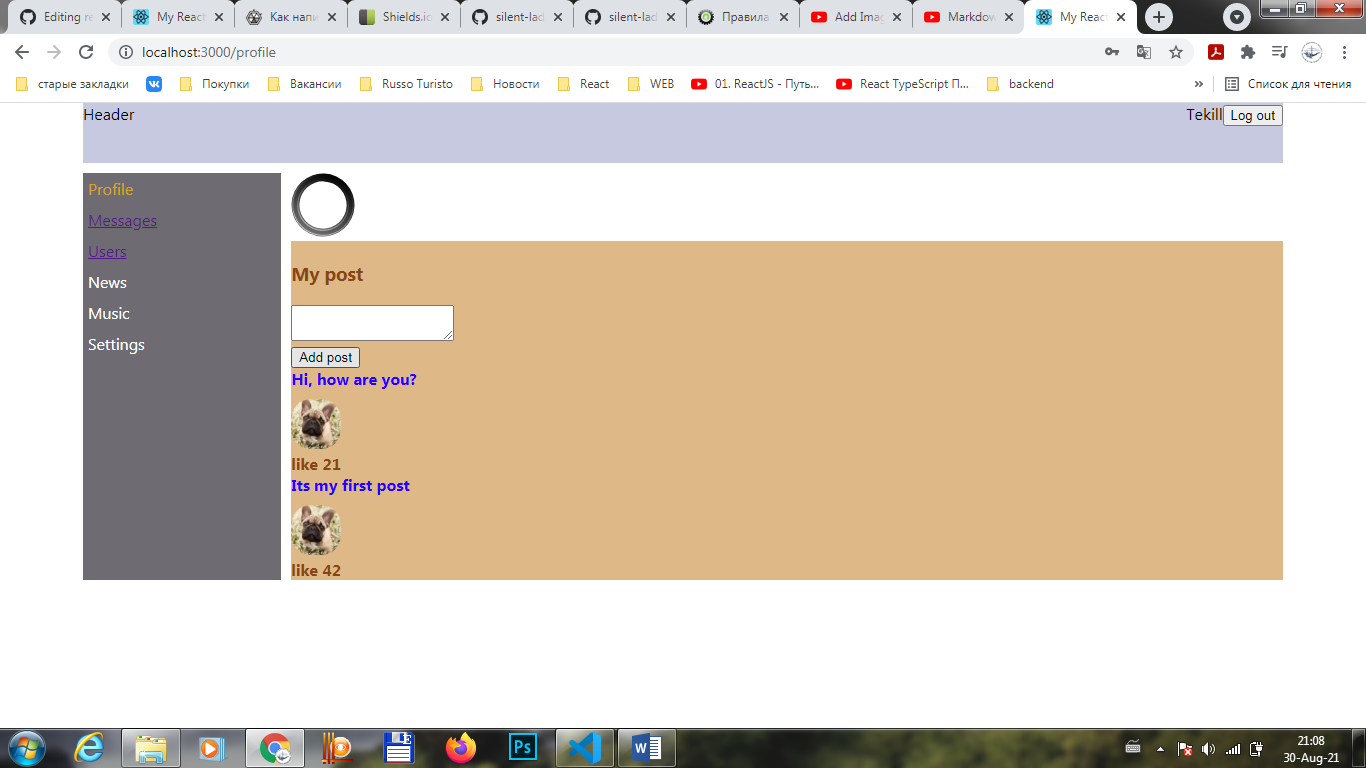 Editing re
My React
Как напи
Shields.io
silent-lad
silent-lad
Правила
Add Imag
Markdow
My React
localhost:3000/profile
старые закладки
Покупки
Вакансии
Russo Turisto
Новости
React
WEB
01. ReactJS - Путь...
React TypeScript П...
backend
»
Список для чтения
Header
Tekill
Log out
Profile
Messages
Users
News
Music
Settings
My post
Add post
Hi, how are you?
like 21
Its my first post
like 42
21:08
30-Aug-21